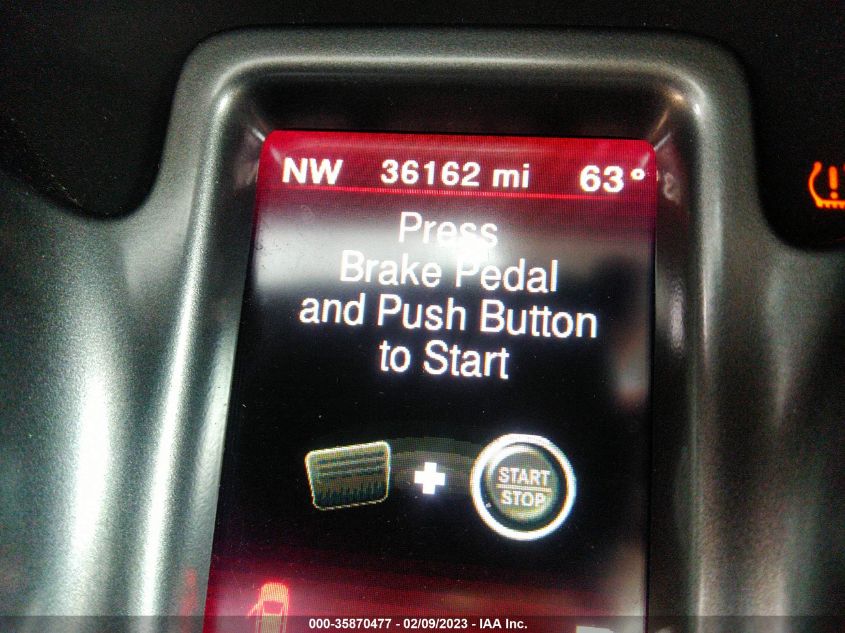 NW 36162 mi 63°
Press
Brake Pedal
and Push Button
to Start
START
STOP
000-35870477 - 02/09/2023 - IAA Inc.